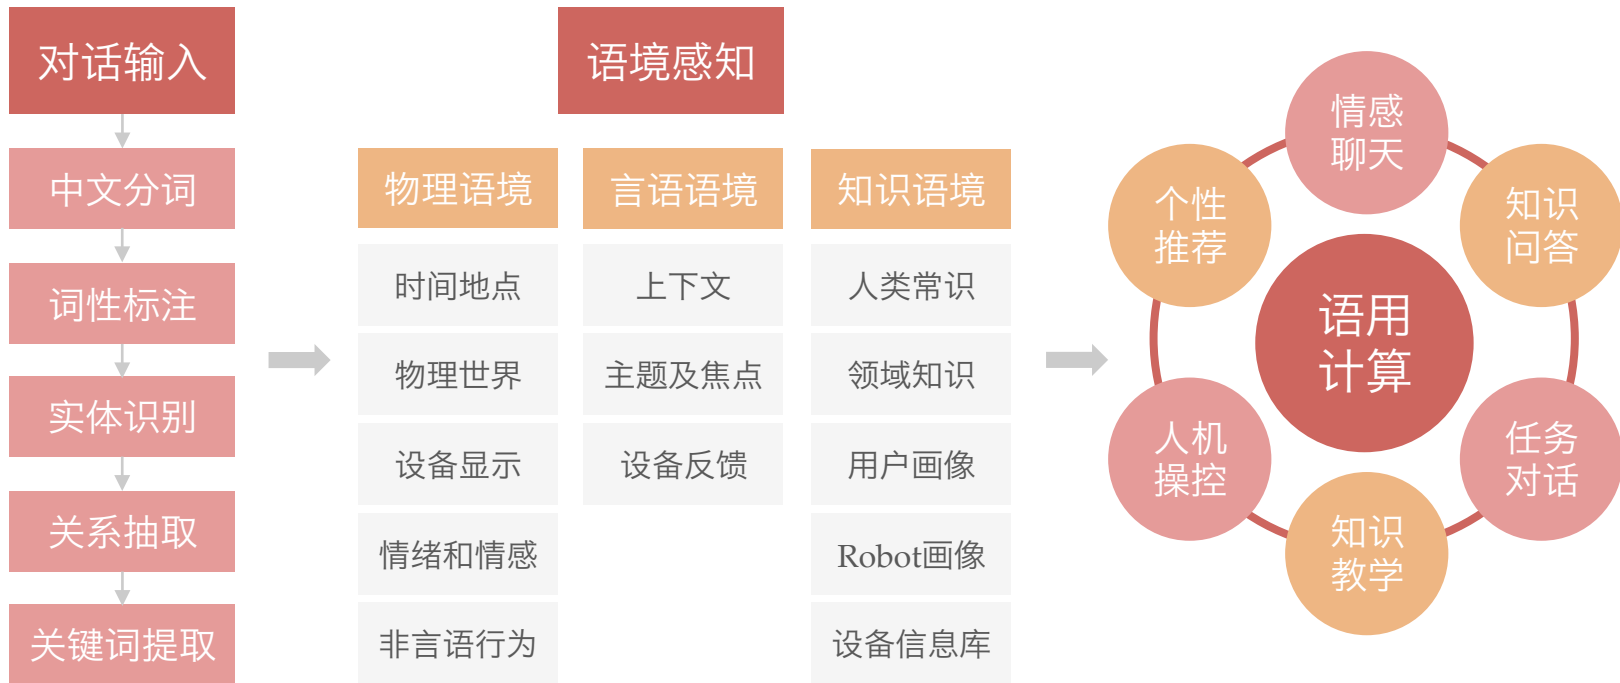 对话输入
中文分词
词性标注
实体识别
关系抽取
关键词提取
语境感知
物理语境
时间地点
物理世界
设备显示
情绪和情感
非言语行为
言语语境
上下文
主题及焦点
设备反馈
知识语境
人类常识
领域知识
用户画像
Robot画像
设备信息库
语用
计算
情感
聊天
知识
问答
任务
对话
知识
教学
人机
操控
个性
推荐